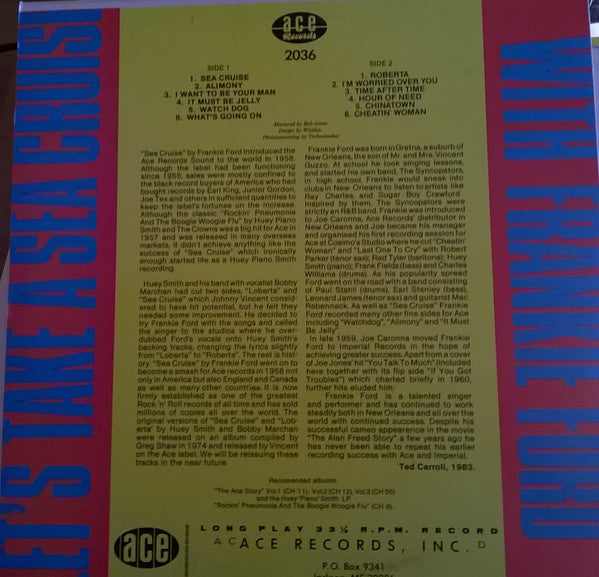 LET'S TAKE A SEA CRUISE
WITH FRANKIE FORD
ace
Records
2036
SIDE 1
1. SEA CRUISE
2. ALIMONY
3. I WANT TO BE YOUR MAN
4. IT MUST BE JELLY
5. WATCH DOG
6. WHAT'S GOING ON
SIDE 2
1. ROBERTA
2. I'M WORRIED OVER YOU
3. TIME AFTER TIME
4. HOUR OF NEED
5. CHINATOWN
6. CHEATIN' WOMAN
Mastered by Bob Jones
Design by Waldos
Phototypesetting by Techtomedia
"Sea Cruise" by Frankie Ford introduced the
Ace Records Sound to the world in 1958.
Although the label had been functioning
since 1955, sales were mostly confined to
the black record buyers of America who had
bought records by Earl King, Junior Gordon,
Joe Tex and others in sufficient quantities to
keep the label's fortunes on the increase.
Although the classic "Rockin' Pneumonia
And The Boogie Woogie Flu" by Huey Piano
Smith and The Clowns was a big hit for Ace in
1957 and was released in many overseas
markets, it didn't achieve anything like the
success of "Sea Cruise" which ironically
enough started life as a Huey Piano Smith
recording.
Huey Smith and his band with vocalist Bobby
Marchan had cut two sides, "Loberta" and
"Sea Cruise" which Johnny Vincent consid-
ered to have hit potential, but he felt they
needed some improvement. He decided to
try Frankie Ford with the songs and called
the singer to the studios where he over-
dubbed Ford's vocals onto Huey Smith's
backing tracks, changing the lyrics slightly
from "Loberta" to "Roberta". The rest is hist-
ory. "Sea Cruise" by Frankie Ford went on to
become a smash for Ace records in 1958 not
only in America but also England and Canada
as well as many other countries. It is now
firmly established as one of the greatest
Rock 'n' Roll records of all time and has sold
millions of copies all over the world. The
original versions of "Sea Cruise" and "Lob-
erta' by Huey Smith and Bobby Marchan
were released on an album compiled by
Greg Shaw in 1974 and released by Vincent
on the Ace label. We will be reissuing these
tracks in the near future.
Frankie Ford was born in Gretna, a suburb of
New Orleans, the son of Mr. and Mrs. Vincent
Guzzo. At school he took singing lessons,
and started his own band, The Syncopators,
in high school. Frankie would sneak into
clubs in New Orleans to listen to artists like
Ray Charles, and Sugar Boy Crawford.
Inspired by them, The Syncopators were
strictly an R&B band. Frankie was introduced
to Joe Caronna, Ace Records' distributor in
New Orleans and Joe became his manager
and organised his first recording session for
Ace at Cosimo's Studio where he cut "Cheatin'
Woman" and "Last One To Cry" with Robert
Parker (tenor sax); Red Tyler (baritone); Huey
Smith (piano); Frank Fields (bass) and Charles
Williams (drums). As his popularity spread
Ford went on the road with a band consisting
of Paul Stahl (drums), Earl Stanley (bass),
Leonard James (tenor sax) and guitarist Mac
Rebennack. As well as "Sea Cruise" Frankie
Ford recorded many other fine sides for Ace
including "Watchdog", "Alimony" and "It Must
Be Jelly".
In late 1959, Joe Caronna moved Frankie
Ford to Imperial Records in the hope of
achieving greater success. Apart from a cover
of Joe Jones' hit "You Talk To Much" (included
here together with its flip side "If You Got
Troubles") which charted briefly in 1960,
further hits eluded him.
Frankie Ford is a talented singer
and performer and has continued to work
steadily both in New Orleans and all over the
world with continued success. Despite his
successful cameo appearence in the movie
"The Alan Freed Story" a few years ago he
has never been able to repeat his earlier
recording success with Ace and Imperial.
Ted Carroll, 1983.
Recommended albums:
"The Ace Story" Vol.1 (CH 11), Vol.2 (CH 12), Vol.3 (CH 55)
and the Huey 'Piano' Smith LP
"Rockin' Pneumonia And The Boogie Woogie Flu" (CH 9).
LONG PLAY 33⅓ R.P.M. RECORD
ace
ACE RECORDS, INC.
P.O. Box 9341